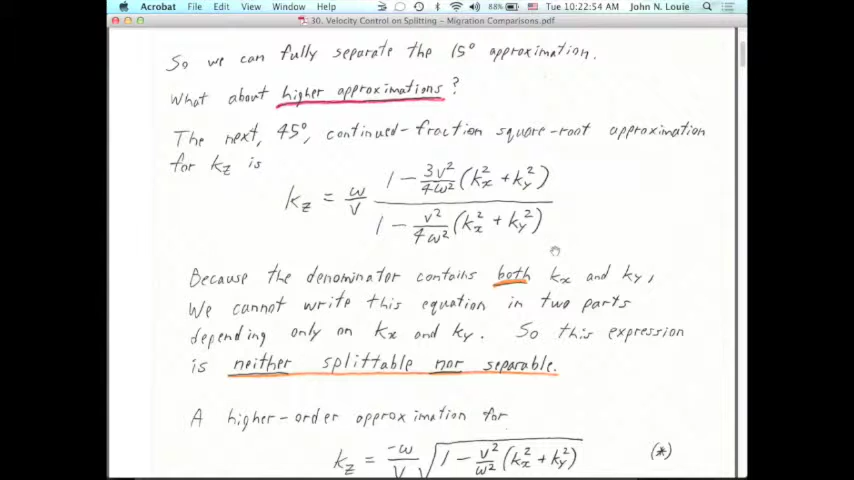 Acrobat File Edit View Window Help 88% Tue Apr 16 10:22:54 AM John N. Louie
30. Velocity Control on Splitting – Migration Comparisons.pdf
So we can fully separate the 15° approximation.
What about higher approximations?
The next, 45°, continued-fraction square-root approximation
for kz is
kz = ω/v (1 - 3v²/4ω² (kx² + ky²)) / (1 - v²/4ω² (kx² + ky²))
Because the denominator contains both kx and ky,
We cannot write this equation in two parts
depending only on kx and ky. So this expression
is neither splittable nor separable.
A higher-order approximation for
kz = -ω/v √(1 - v²/ω² (kx² + ky²)) (*)